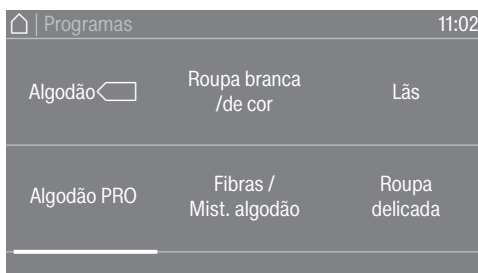 | Programas 11:02
Algodão Roupa branca Lãs
/de cor
Algodão PRO Fibras / Roupa
Mist. algodão delicada